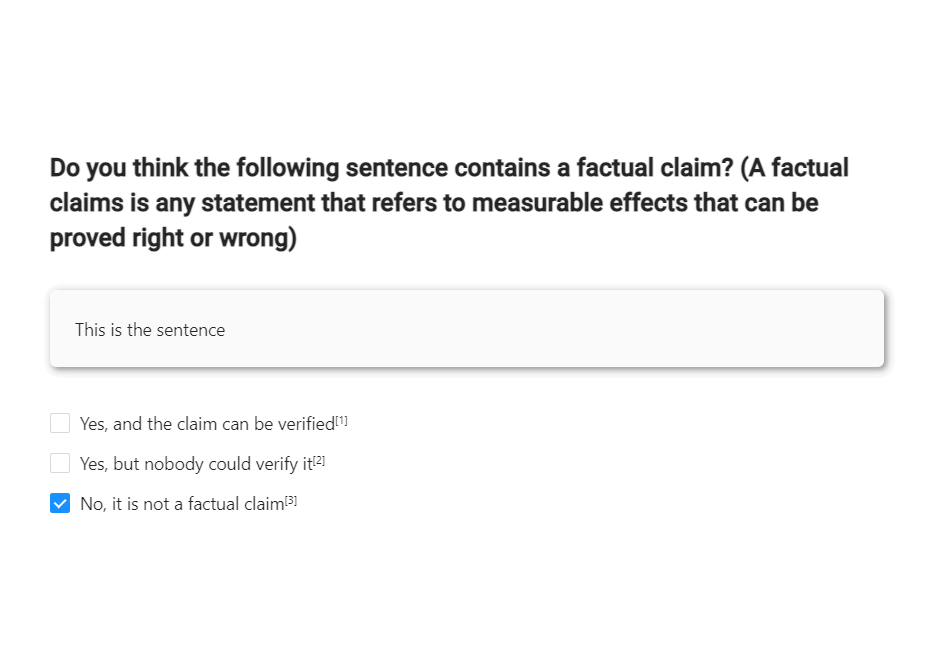 Do you think the following sentence contains a factual claim? (A factual
claims is any statement that refers to measurable effects that can be
proved right or wrong)
This is the sentence
Yes, and the claim can be verified[1]
Yes, but nobody could verify it[2]
No, it is not a factual claim[3]